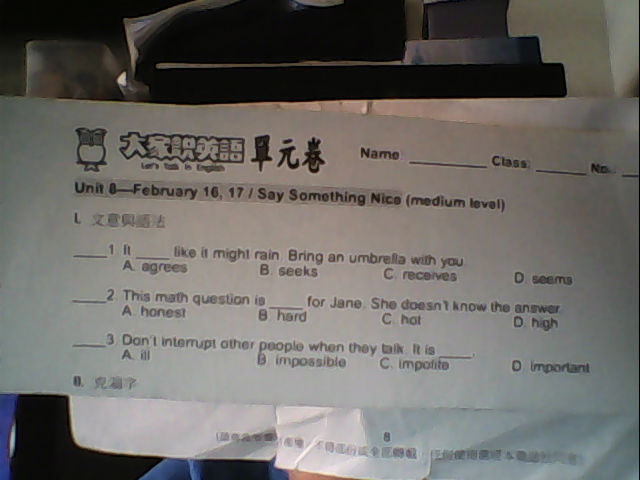 大家說英語 單元卷
Let's Talk in English
Name: Class: No.:
Unit 8—February 16, 17 / Say Something Nice (medium level)
I. 文意與語法
1. It ____ like it might rain. Bring an umbrella with you.
A. agrees B. seeks C. receives D. seems
2. This math question is ____ for Jane. She doesn't know the answer.
A. honest B. hard C. hot D. high
3. Don't interrupt other people when they talk. It is ____.
A. ill B. impossible C. impolite D. important
II. 克漏字
8